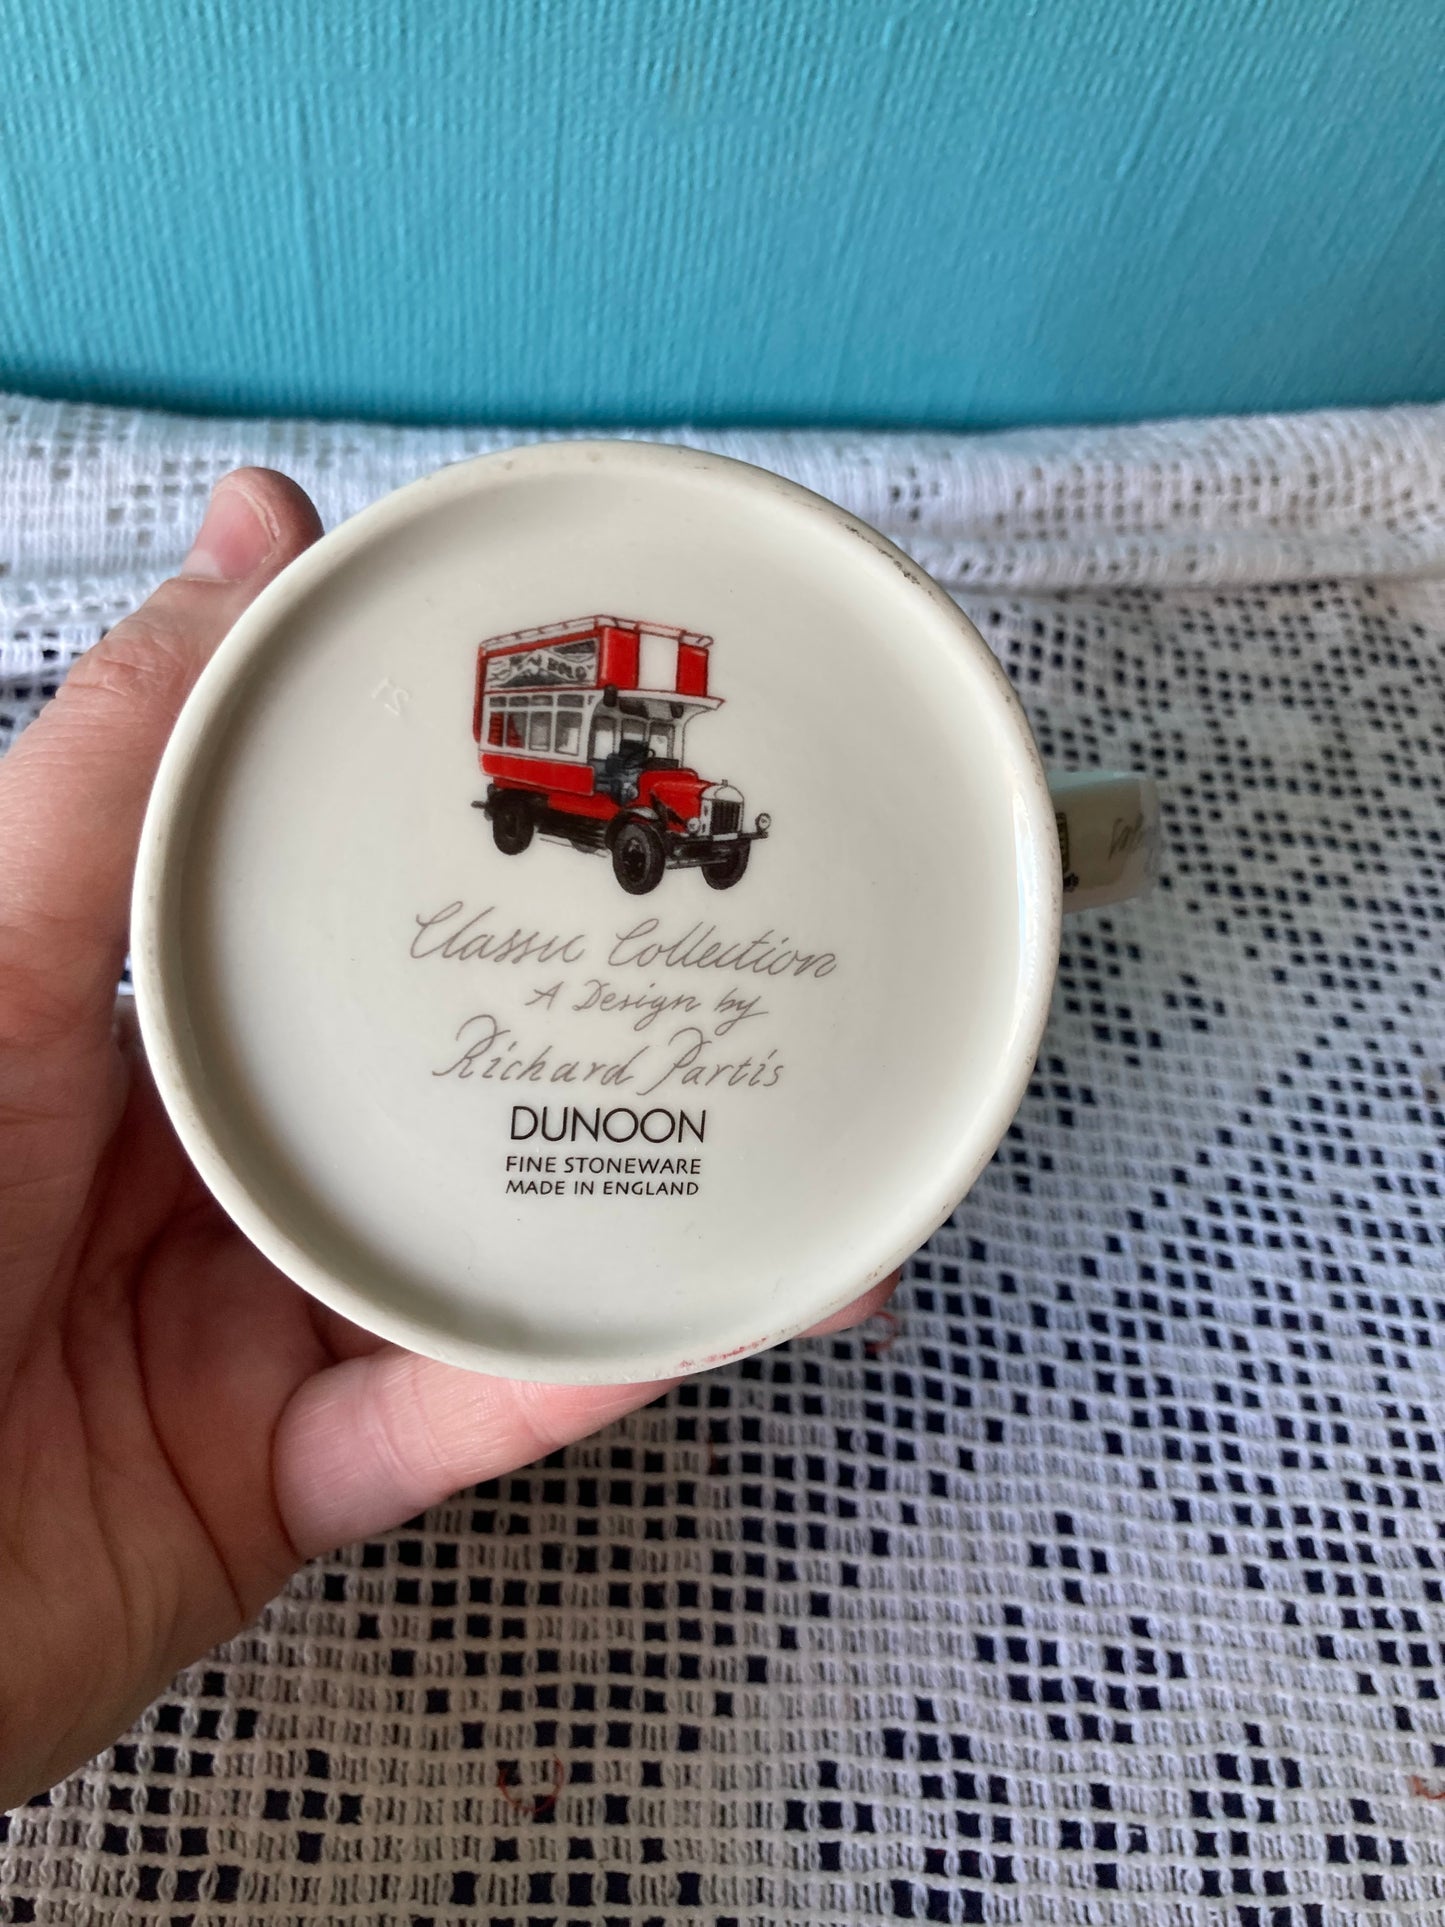 Classic Collection
A Design by
Richard Partis
DUNOON
FINE STONEWARE
MADE IN ENGLAND